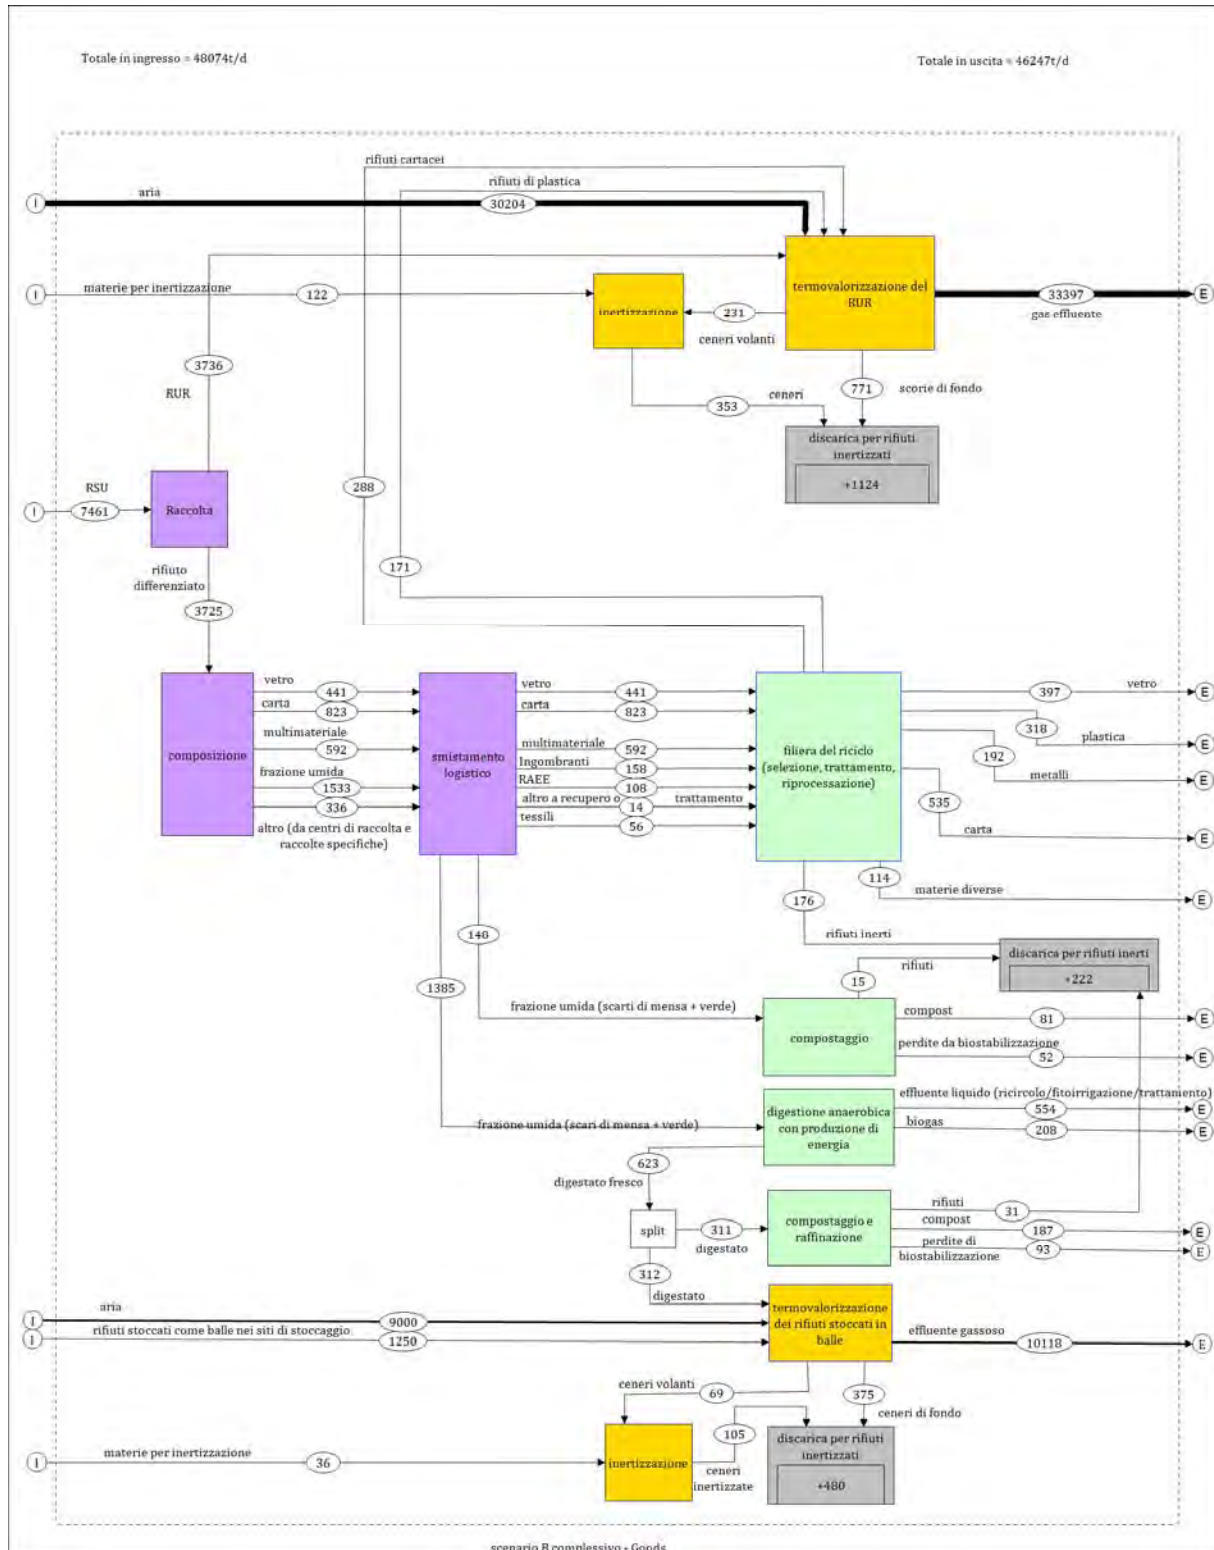 Totale in ingresso = 48074t/d
Totale in uscita = 46247t/d
rifiuti cartacei
rifiuti di plastica
aria
I
30204
termovalorizzazione del
RUR
I
materie per inertizzazione
122
inertizzazione
231
ceneri volanti
33397
E
gas effluente
3736
RUR
353
ceneri
771
scorie di fondo
discarica per rifiuti
inertizzati
+1124
RSU
I
7461
Raccolta
288
171
rifiuto
differenziato
3725
composizione
vetro
441
carta
823
multimateriale
592
frazione umida
1533
336
altro (da centri di raccolta e
raccolte specifiche)
smistamento
logistico
vetro
441
carta
823
multimateriale
592
Ingombranti
158
RAEE
108
altro a recupero o
14
trattamento
tessili
56
filiera del riciclo
(selezione, trattamento,
riprocessazione)
397
vetro
E
318
plastica
E
192
metalli
E
535
carta
E
114
materie diverse
E
176
rifiuti inerti
discarica per rifiuti inerti
+222
148
1385
rifiuti
15
frazione umida (scarti di mensa + verde)
compostaggio
compost
81
E
perdite da biostabilizzazione
52
E
frazione umida (scari di mensa + verde)
digestione anaerobica
con produzione di
energia
effluente liquido (ricircolo/fitoirrigazione/trattamento)
554
E
biogas
208
E
623
digestato fresco
split
311
digestato
312
digestato
compostaggio e
raffinazione
rifiuti
31
compost
187
E
perdite di
biostabilizzazione
93
E
I
aria
9000
I
rifiuti stoccati come balle nei siti di stoccaggio
1250
termovalorizzazione
dei rifiuti stoccati in
balle
effluente gassoso
10118
E
ceneri volanti
69
375
ceneri di fondo
105
I
materie per inertizzazione
36
inertizzazione
ceneri
inertizzate
discarica per rifiuti
inertizzati
+480
scenario B complessivo - Goods